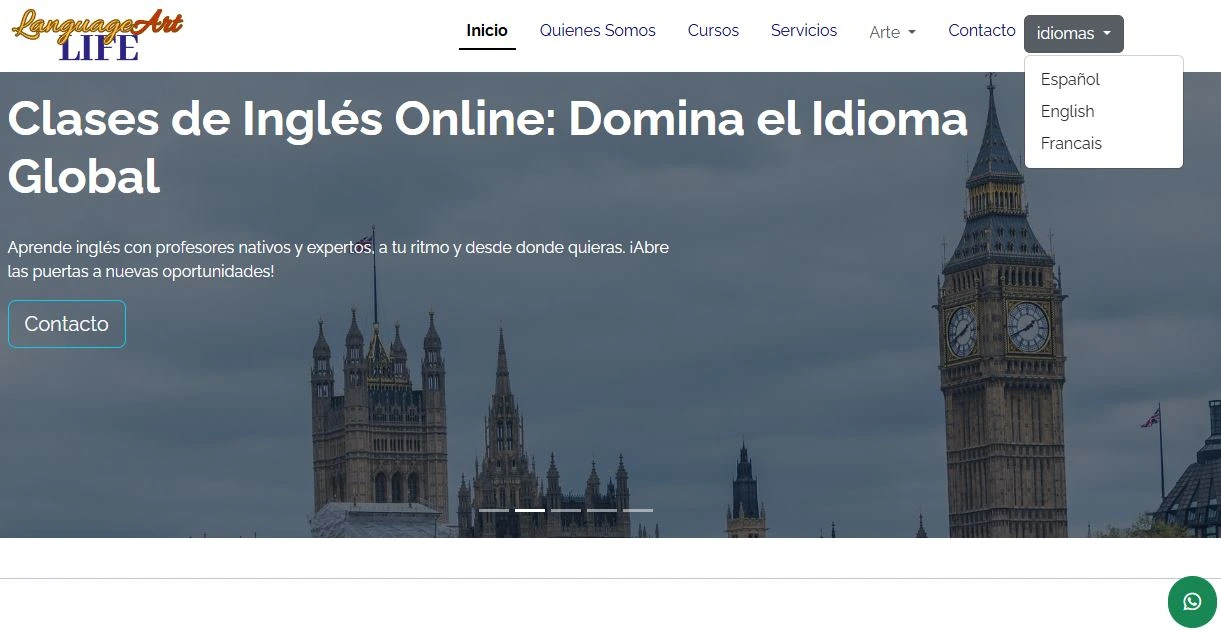 LanguageArt
LIFE
Inicio
Quienes Somos
Cursos
Servicios
Arte
Contacto
idiomas
Español
English
Francais
Clases de Inglés Online: Domina el Idioma
Global
Aprende inglés con profesores nativos y expertos, a tu ritmo y desde donde quieras. ¡Abre
las puertas a nuevas oportunidades!
Contacto